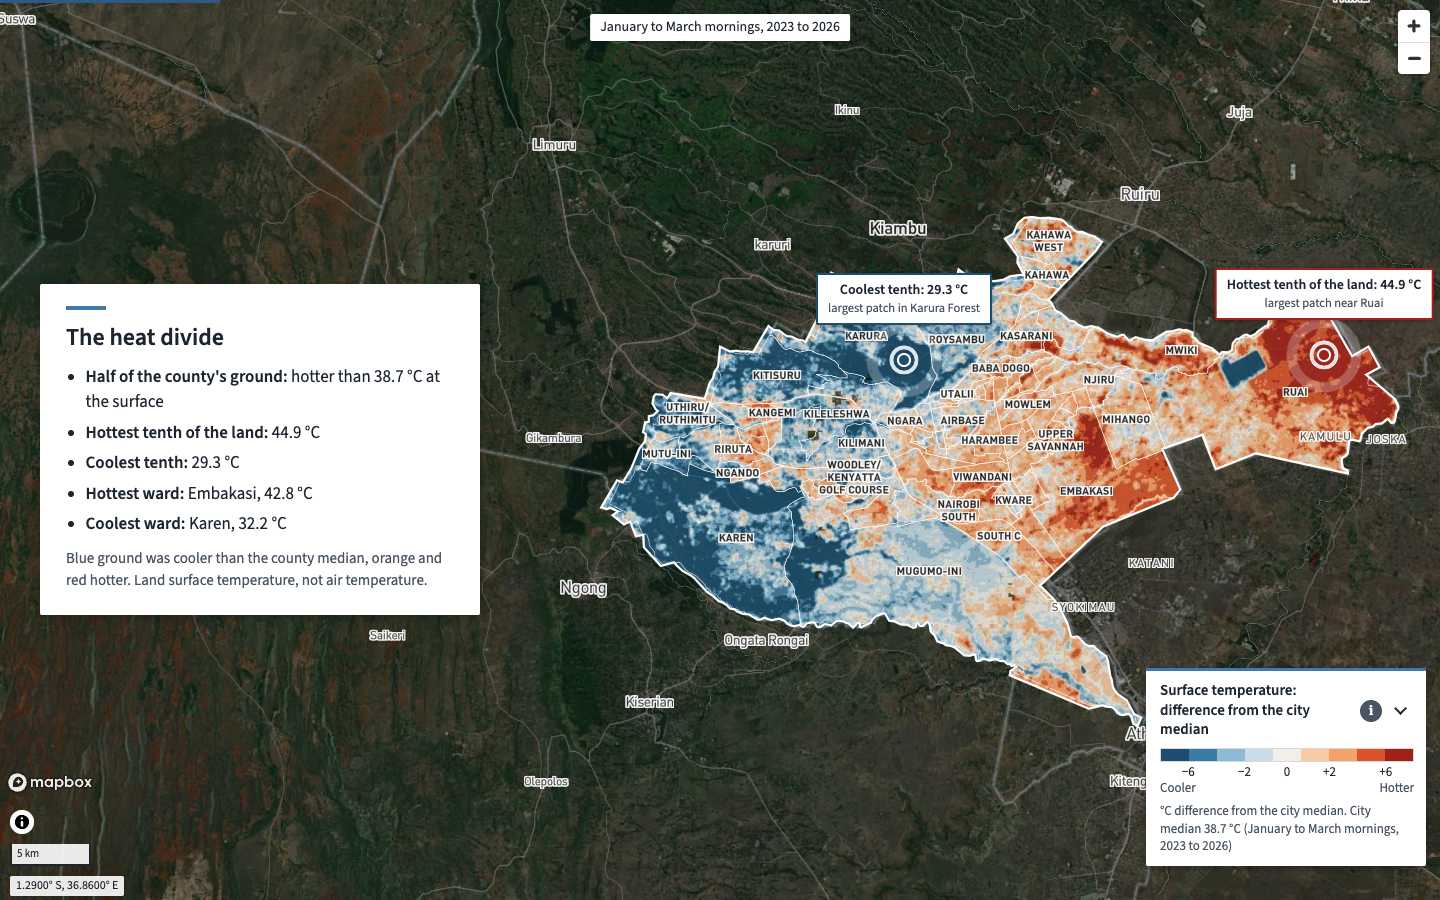 Suswa
January to March mornings, 2023 to 2026
Ikinu
Juja
Limuru
Ruiru
Kiambu
karuri
KAHAWA
WEST
KAHAWA
Coolest tenth: 29.3 °C
largest patch in Karura Forest
Hottest tenth of the land: 44.9 °C
largest patch near Ruai
The heat divide
• Half of the county's ground: hotter than 38.7 °C at
the surface
• Hottest tenth of the land: 44.9 °C
• Coolest tenth: 29.3 °C
• Hottest ward: Embakasi, 42.8 °C
• Coolest ward: Karen, 32.2 °C
Blue ground was cooler than the county median, orange and
red hotter. Land surface temperature, not air temperature.
KARURA
ROYSAMBU
KASARANI
MWIKI
KITISURU
BABA DOGO
NJIRU
UTALII
RUAI
UTHIRU/
RUTHIMITU
KANGEMI
KILELESHWA
NGARA
AIRBASE
MOWLEM
MIHANGO
Gikambura
KILIMANI
HARAMBEE
UPPER
SAVANNAH
KAMULU
JOSKA
MUTU-INI
RIRUTA
NGANDO
WOODLEY/
KENYATTA
GOLF COURSE
VIWANDANI
KWARE
EMBAKASI
NAIROBI
SOUTH
KAREN
SOUTH C
MUGUMO-INI
KATANI
Ngong
SYOKIMAU
Saikeri
Ongata Rongai
Kiserian
Olepolos
Surface temperature:
difference from the city
median
i
−6 −2 0 +2 +6
Cooler Hotter
°C difference from the city median. City
median 38.7 °C (January to March mornings,
2023 to 2026)
mapbox
5 km
1.2900° S, 36.8600° E